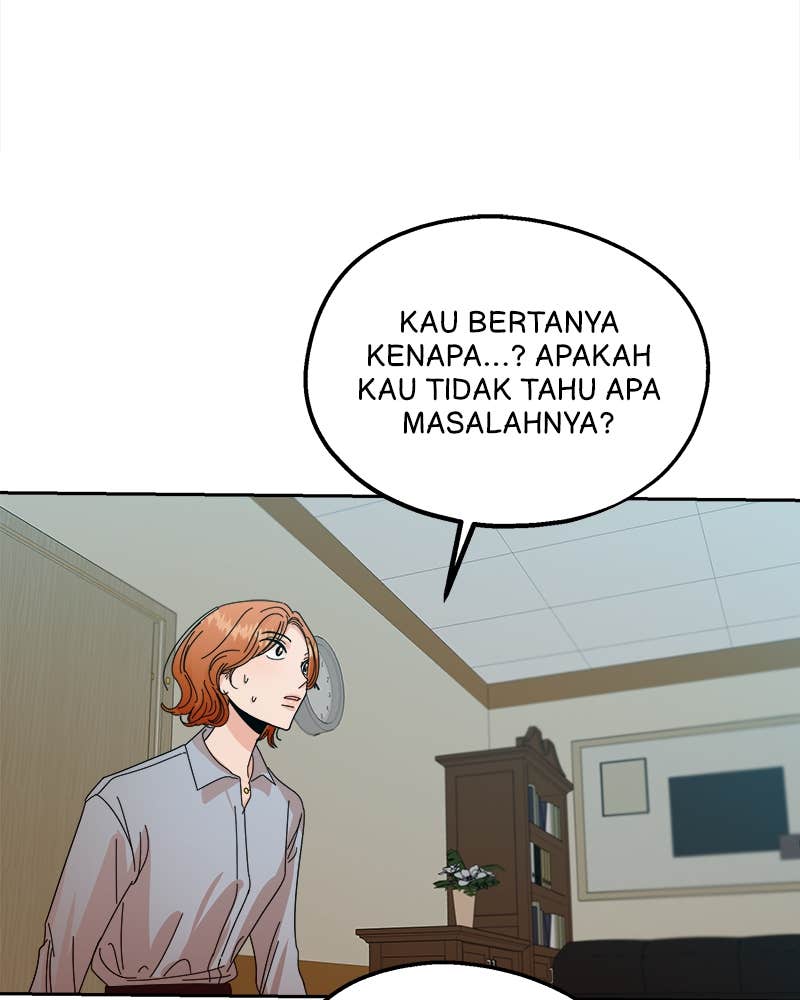 KAU BERTANYA
KENAPA...? APAKAH
KAU TIDAK TAHU APA
MASALAHNYA?